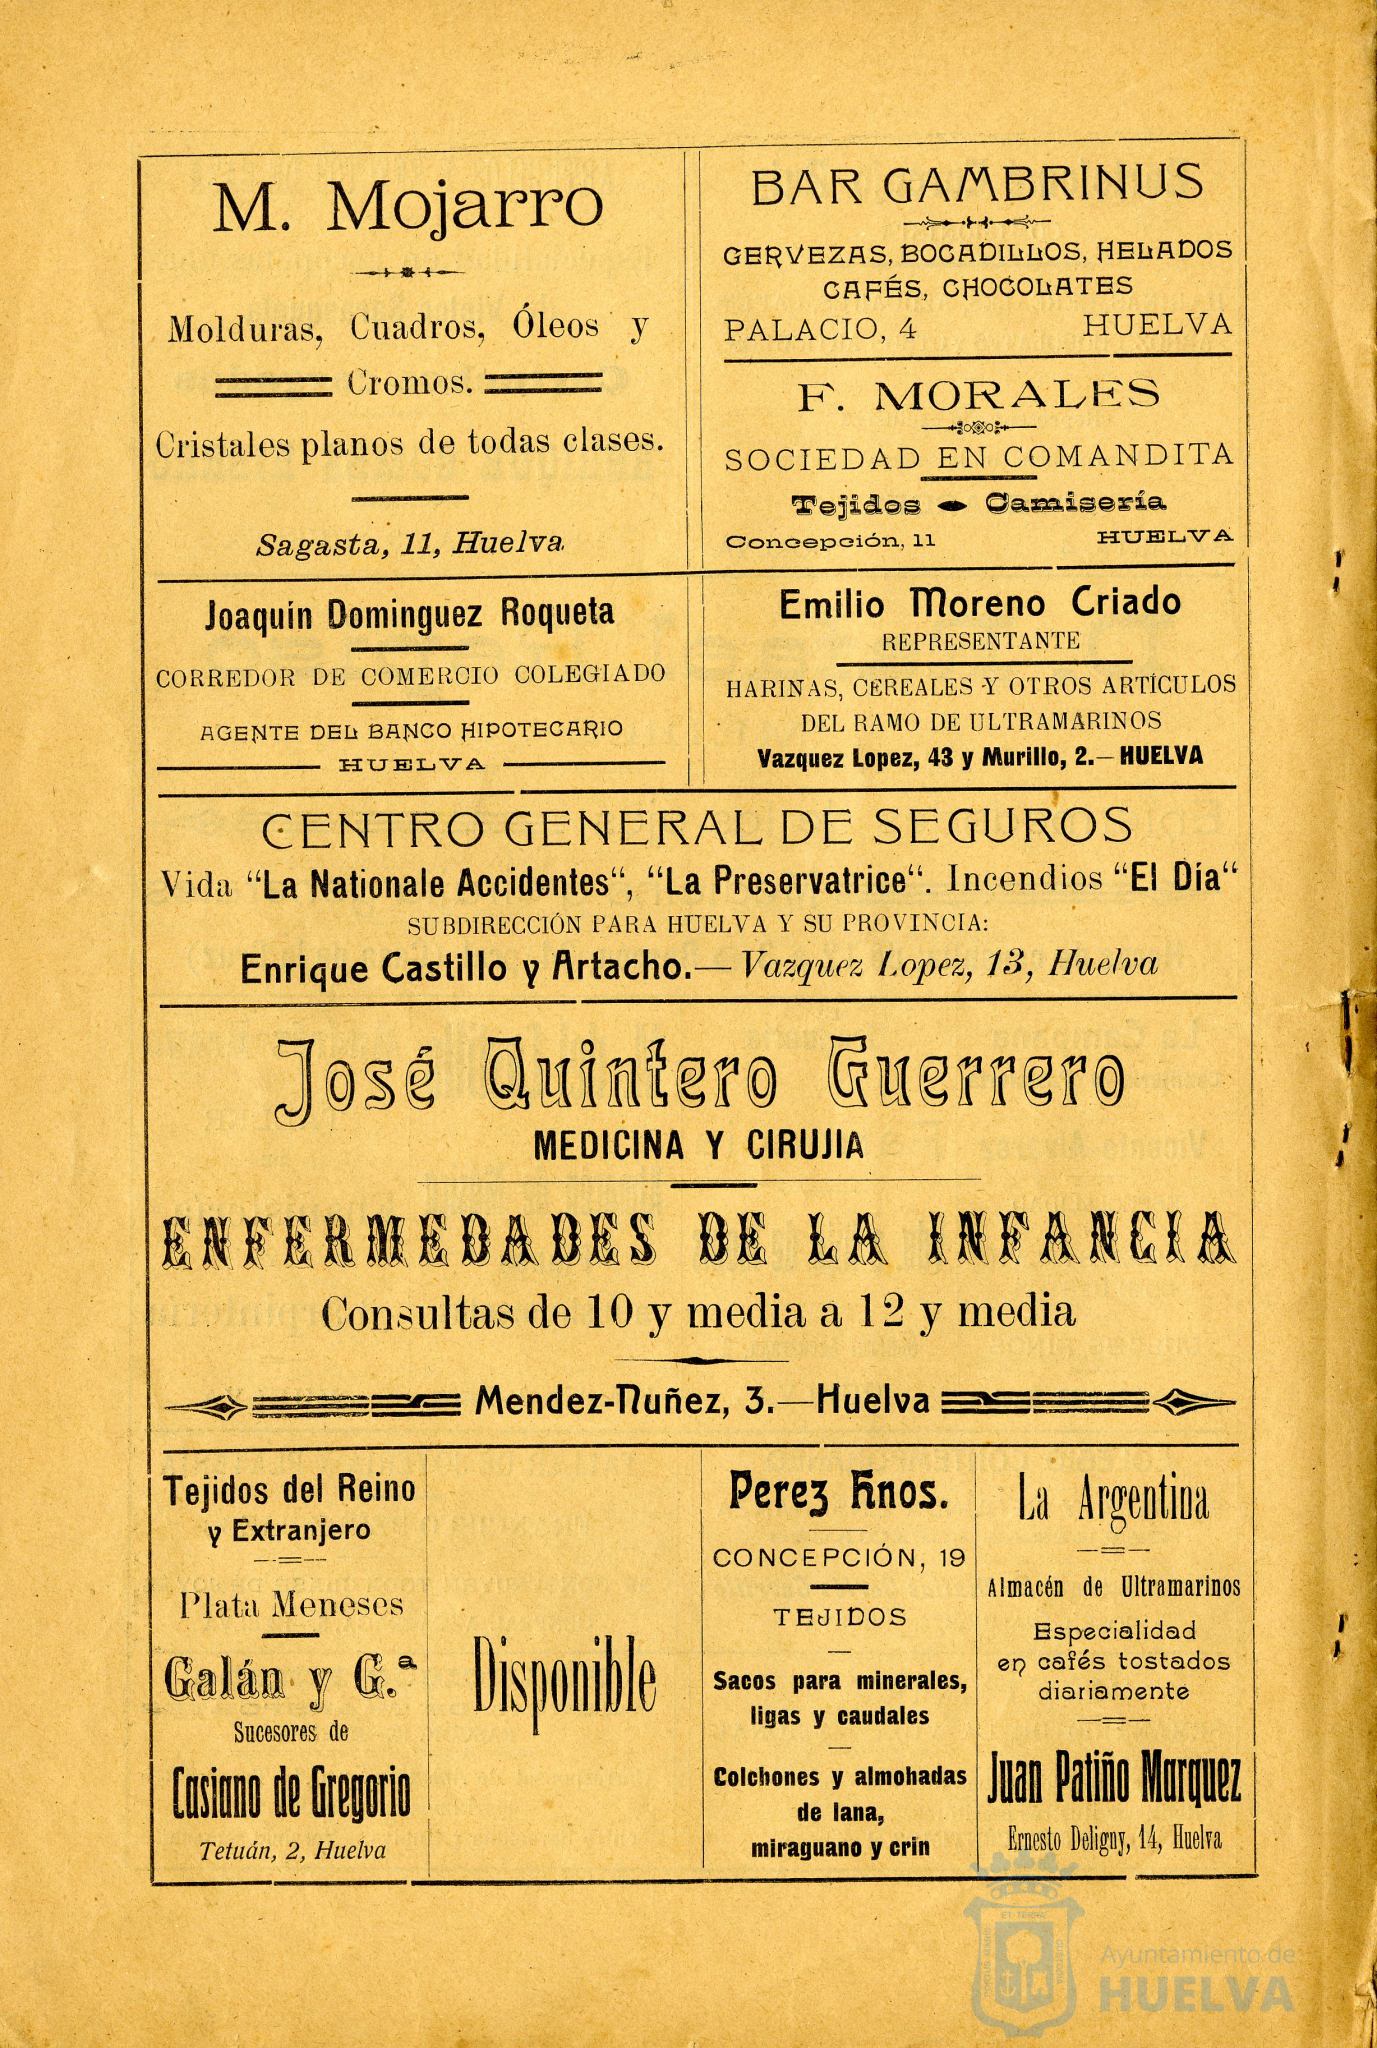 M. Mojarro
Molduras, Cuadros, Óleos y
Cromos.
Cristales planos de todas clases.
Sagasta, 11, Huelva.
BAR GAMBRINUS
CERVEZAS, BOCADILLOS, HELADOS
CAFÉS, CHOCOLATES
PALACIO, 4 HUELVA
F. MORALES
SOCIEDAD EN COMANDITA
Tejidos Camisería
Concepción, 11 HUELVA
Joaquín Dominguez Roqueta
CORREDOR DE COMERCIO COLEGIADO
AGENTE DEL BANCO HIPOTECARIO
HUELVA
Emilio Moreno Criado
REPRESENTANTE
HARINAS, CEREALES Y OTROS ARTÍCULOS
DEL RAMO DE ULTRAMARINOS
Vazquez Lopez, 43 y Murillo, 2.—HUELVA
CENTRO GENERAL DE SEGUROS
Vida "La Nationale Accidentes“, "La Preservatrice“. Incendios "El Día“
SUBDIRECCIÓN PARA HUELVA Y SU PROVINCIA:
Enrique Castillo y Artacho.—Vazquez Lopez, 13, Huelva
José Quintero Guerrero
MEDICINA Y CIRUJIA
ENFERMEDADES DE LA INFANCIA
Consultas de 10 y media a 12 y media
Mendez-Nuñez, 3.—Huelva
Tejidos del Reino
y Extranjero
Plata Meneses
Galán y C.ª
Sucesores de
Casiano de Gregorio
Tetuán, 2, Huelva
Disponible
Perez Hnos.
CONCEPCIÓN, 19
TEJIDOS
Sacos para minerales,
ligas y caudales
Colchones y almohadas
de lana,
miraguano y crin
La Argentina
Almacén de Ultramarinos
Especialidad
en cafés tostados
diariamente
Juan Patiño Marquez
Ernesto Deligny, 14, Huelva
Ayuntamiento de
HUELVA